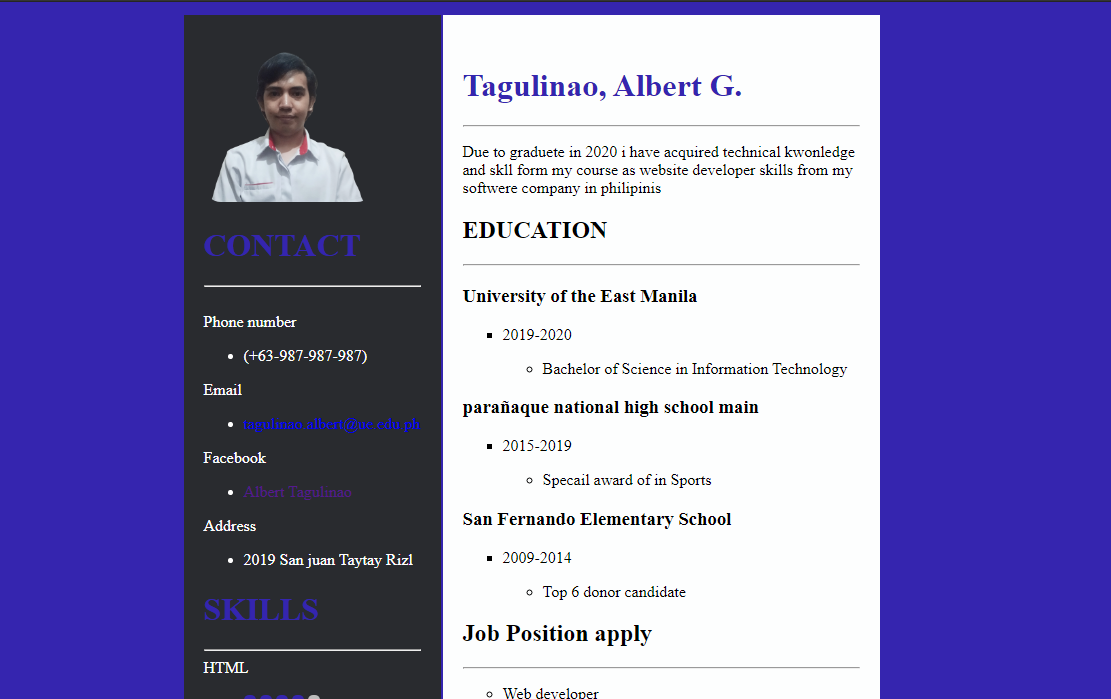 CONTACT
Phone number
(+63-987-987-987)
Email
tagulinao.albert@ue.edu.ph
Facebook
Albert Tagulinao
Address
2019 San juan Taytay Rizl
SKILLS
HTML
Tagulinao, Albert G.
Due to graduete in 2020 i have acquired technical kwonledge
and skll form my course as website developer skills from my
softwere company in philipinis
EDUCATION
University of the East Manila
2019-2020
Bachelor of Science in Information Technology
parañaque national high school main
2015-2019
Specail award of in Sports
San Fernando Elementary School
2009-2014
Top 6 donor candidate
Job Position apply
Web developer